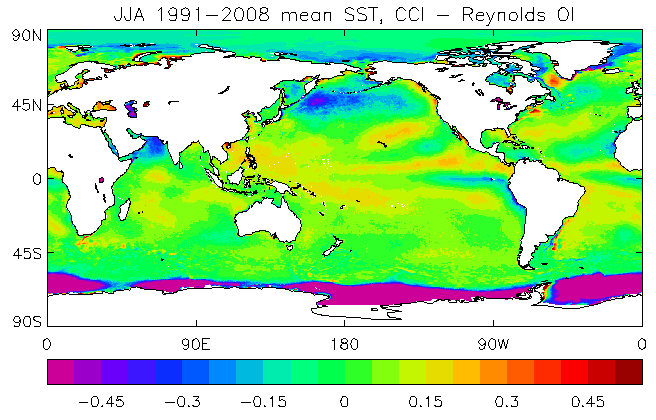 JJA 1991−2008 mean SST, CCI − Reynolds OI
90N
45N
0
45S
90S
0 90E 180 90W 0
−0.45 −0.3 −0.15 0 0.15 0.3 0.45